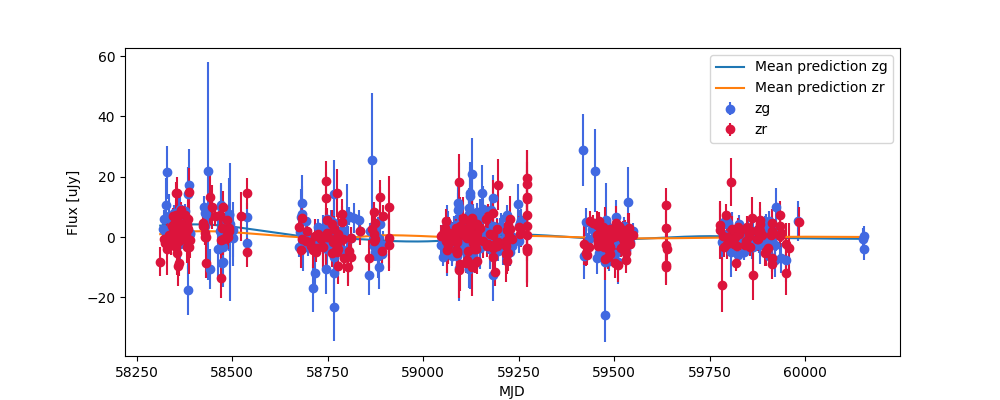 60
40
20
0
−20
Flux [uJy]
58250 58500 58750 59000 59250 59500 59750 60000
MJD
Mean prediction zg
Mean prediction zr
zg
zr